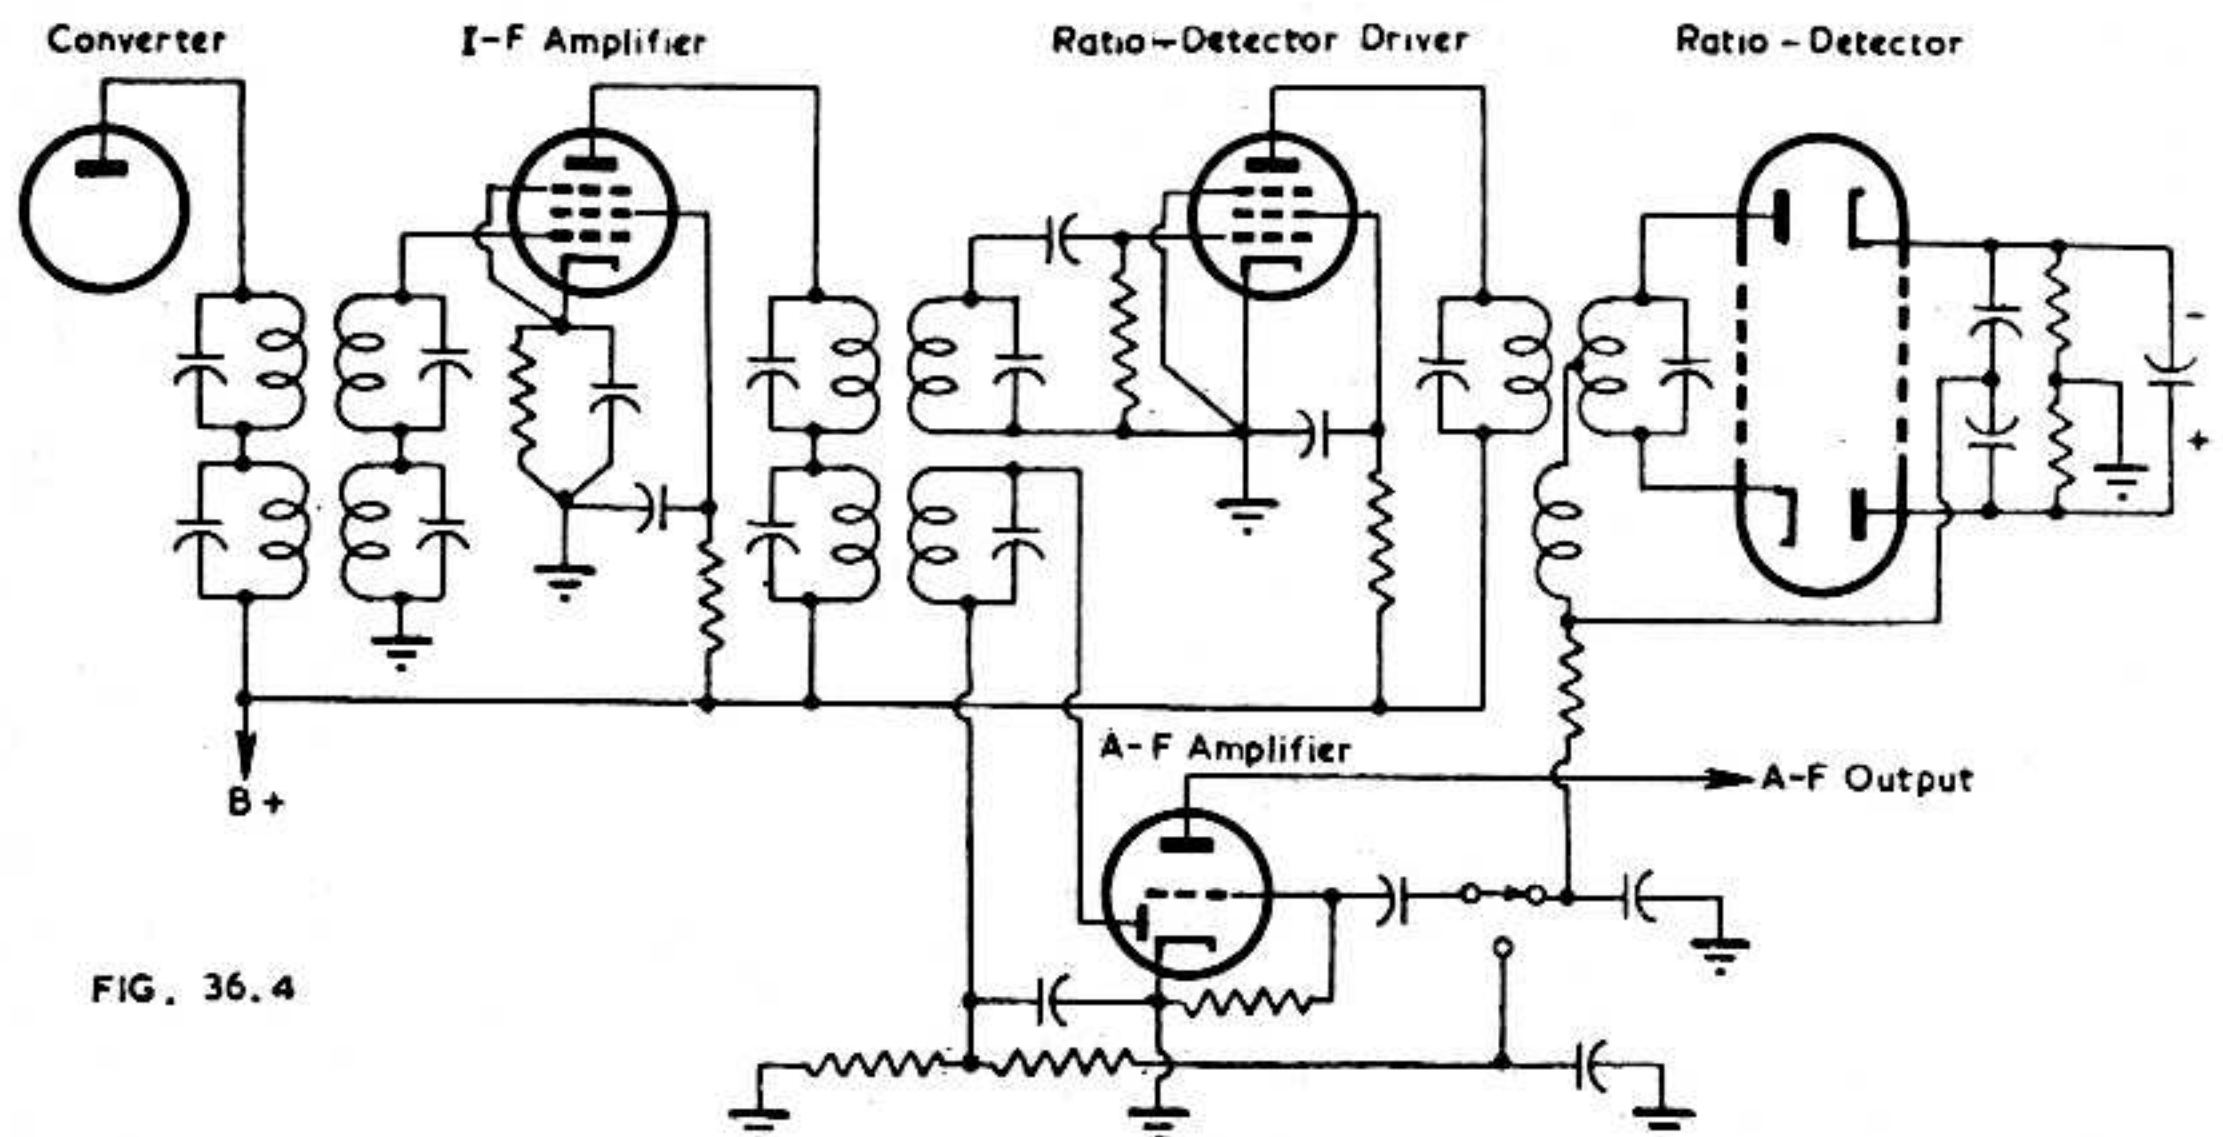 Converter
I-F Amplifier
Ratio-Detector Driver
Ratio-Detector
-
+
B+
A-F Amplifier
A-F Output
FIG. 36.4